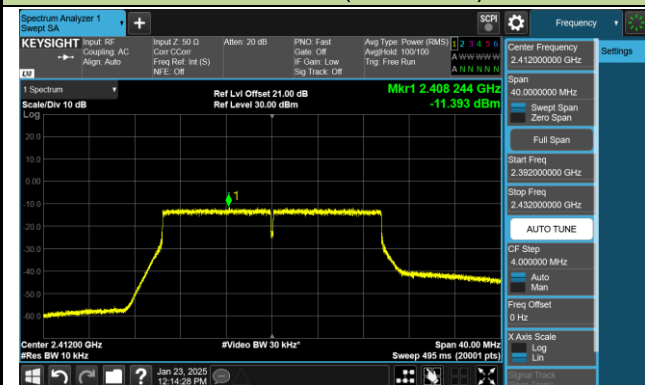 Spectrum Analyzer 1
Swept SA
+
SCPI
Frequency
KEYSIGHT
Input: RF
Coupling: AC
Align: Auto
Input Z: 50 Ω
Corr CCorr
Freq Ref: Int (S)
NFE: Off
Atten: 20 dB
PNO: Fast
Gate: Off
IF Gain: Low
Sig Track: Off
Avg Type: Power (RMS)
Avg|Hold: 100/100
Trig: Free Run
1 2 3 4 5 6
A W W W W W
A N N N N N
Center Frequency
2.412000000 GHz
Settings
Span
40.0000000 MHz
Swept Span
Zero Span
Full Span
Start Freq
2.392000000 GHz
Stop Freq
2.432000000 GHz
AUTO TUNE
CF Step
4.000000 MHz
Auto
Man
Freq Offset
0 Hz
X Axis Scale
Log
Lin
Signal Track
LXI
1 Spectrum
Scale/Div 10 dB
Log
Ref Lvl Offset 21.00 dB
Ref Level 30.00 dBm
Mkr1 2.408 244 GHz
-11.393 dBm
20.0
10.0
0.00
-10.0
-20.0
-30.0
-40.0
-50.0
-60.0
1
Center 2.41200 GHz
#Res BW 10 kHz
#Video BW 30 kHz*
Span 40.00 MHz
Sweep 495 ms (20001 pts)
?
Jan 23, 2025
12:14:28 PM